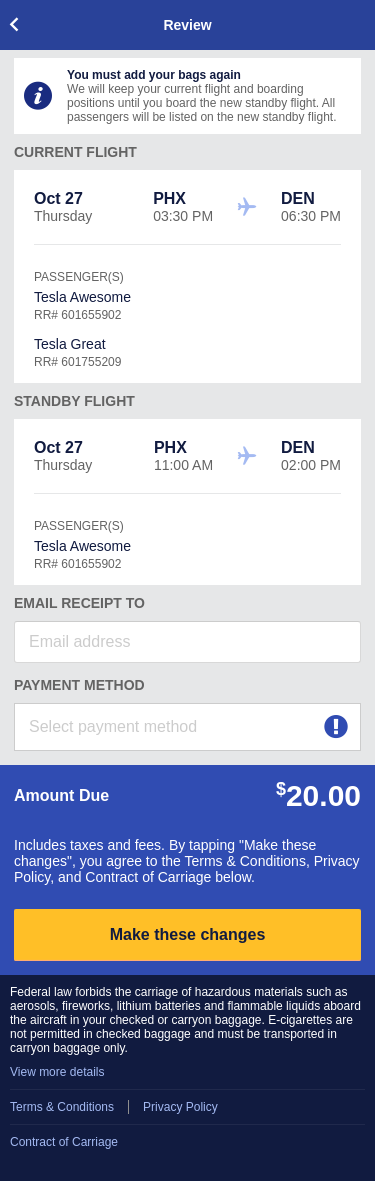 Review
You must add your bags again
We will keep your current flight and boarding
positions until you board the new standby flight. All
passengers will be listed on the new standby flight.
CURRENT FLIGHT
Oct 27 PHX DEN
Thursday 03:30 PM 06:30 PM
PASSENGER(S)
Tesla Awesome
RR# 601655902
Tesla Great
RR# 601755209
STANDBY FLIGHT
Oct 27 PHX DEN
Thursday 11:00 AM 02:00 PM
PASSENGER(S)
Tesla Awesome
RR# 601655902
EMAIL RECEIPT TO
Email address
PAYMENT METHOD
Select payment method
Amount Due $20.00
Includes taxes and fees. By tapping "Make these
changes", you agree to the Terms & Conditions, Privacy
Policy, and Contract of Carriage below.
Make these changes
Federal law forbids the carriage of hazardous materials such as
aerosols, fireworks, lithium batteries and flammable liquids aboard
the aircraft in your checked or carryon baggage. E-cigarettes are
not permitted in checked baggage and must be transported in
carryon baggage only.
View more details
Terms & Conditions Privacy Policy
Contract of Carriage